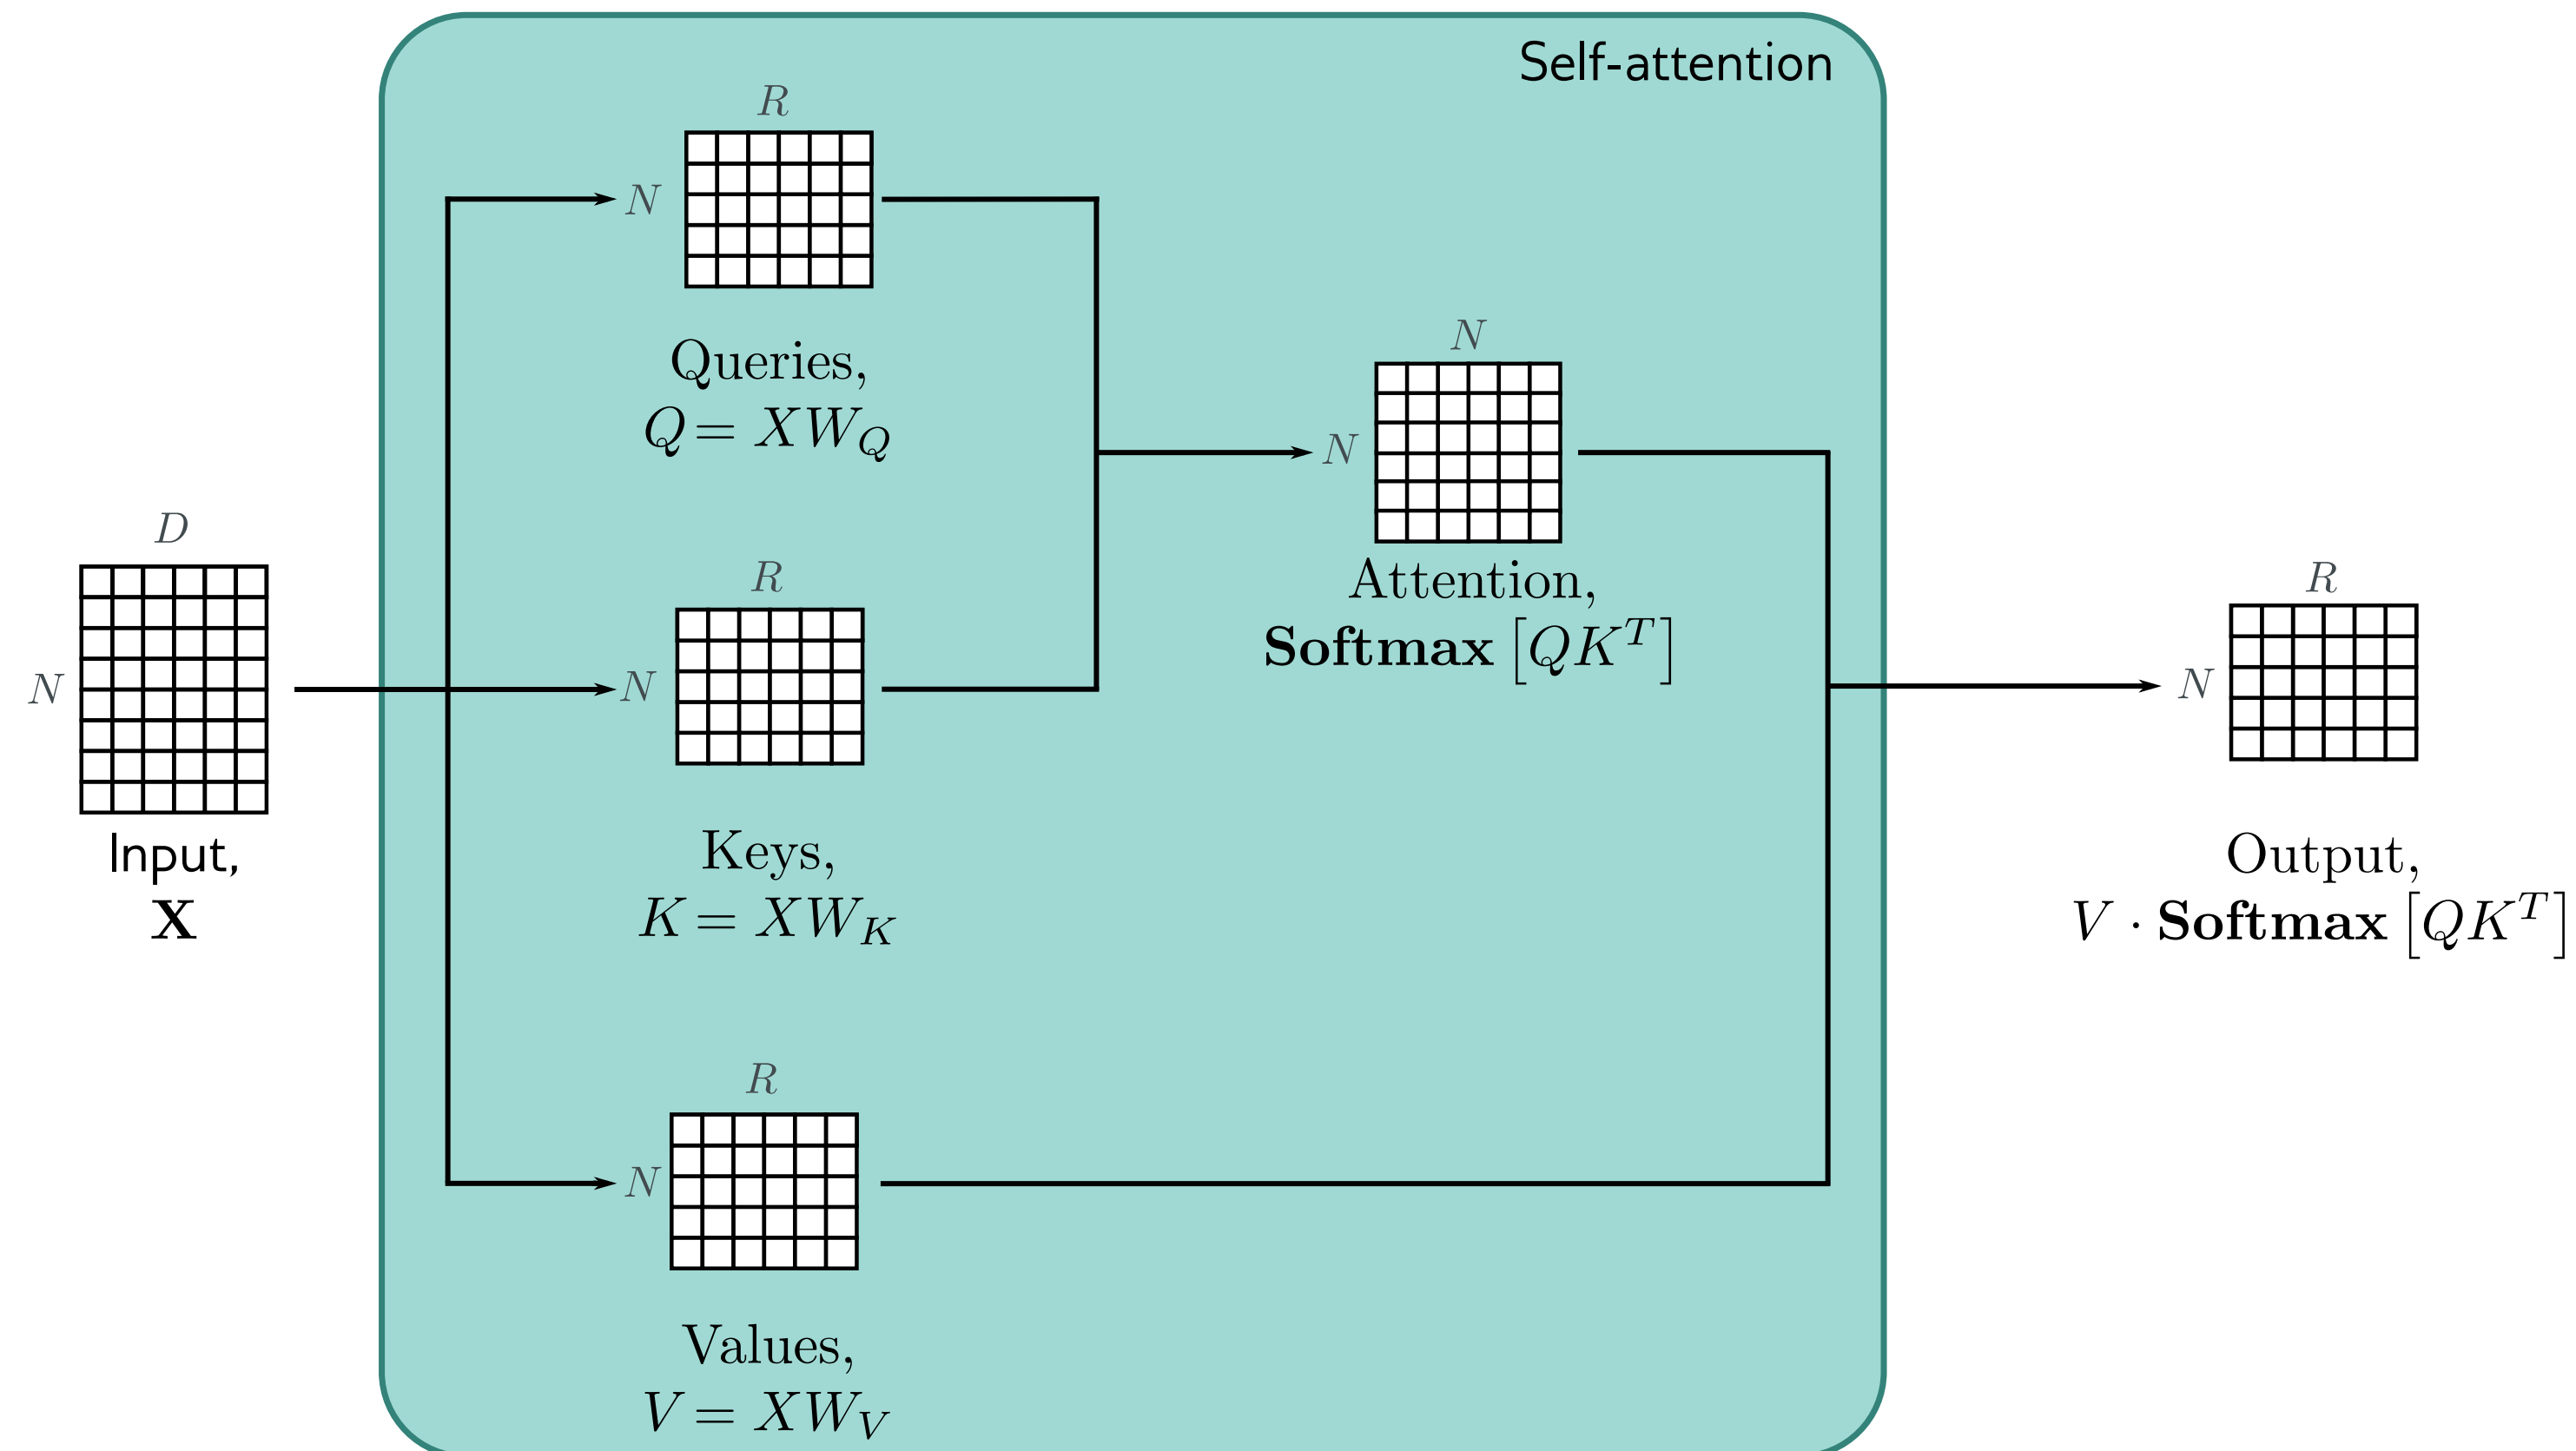 Self-attention
R
N
Queries,
Q = XW_Q
N
N
Attention,
Softmax [QK^T]
D
N
Input,
X
R
N
Keys,
K = XW_K
R
N
Values,
V = XW_V
R
N
Output,
V · Softmax [QK^T]